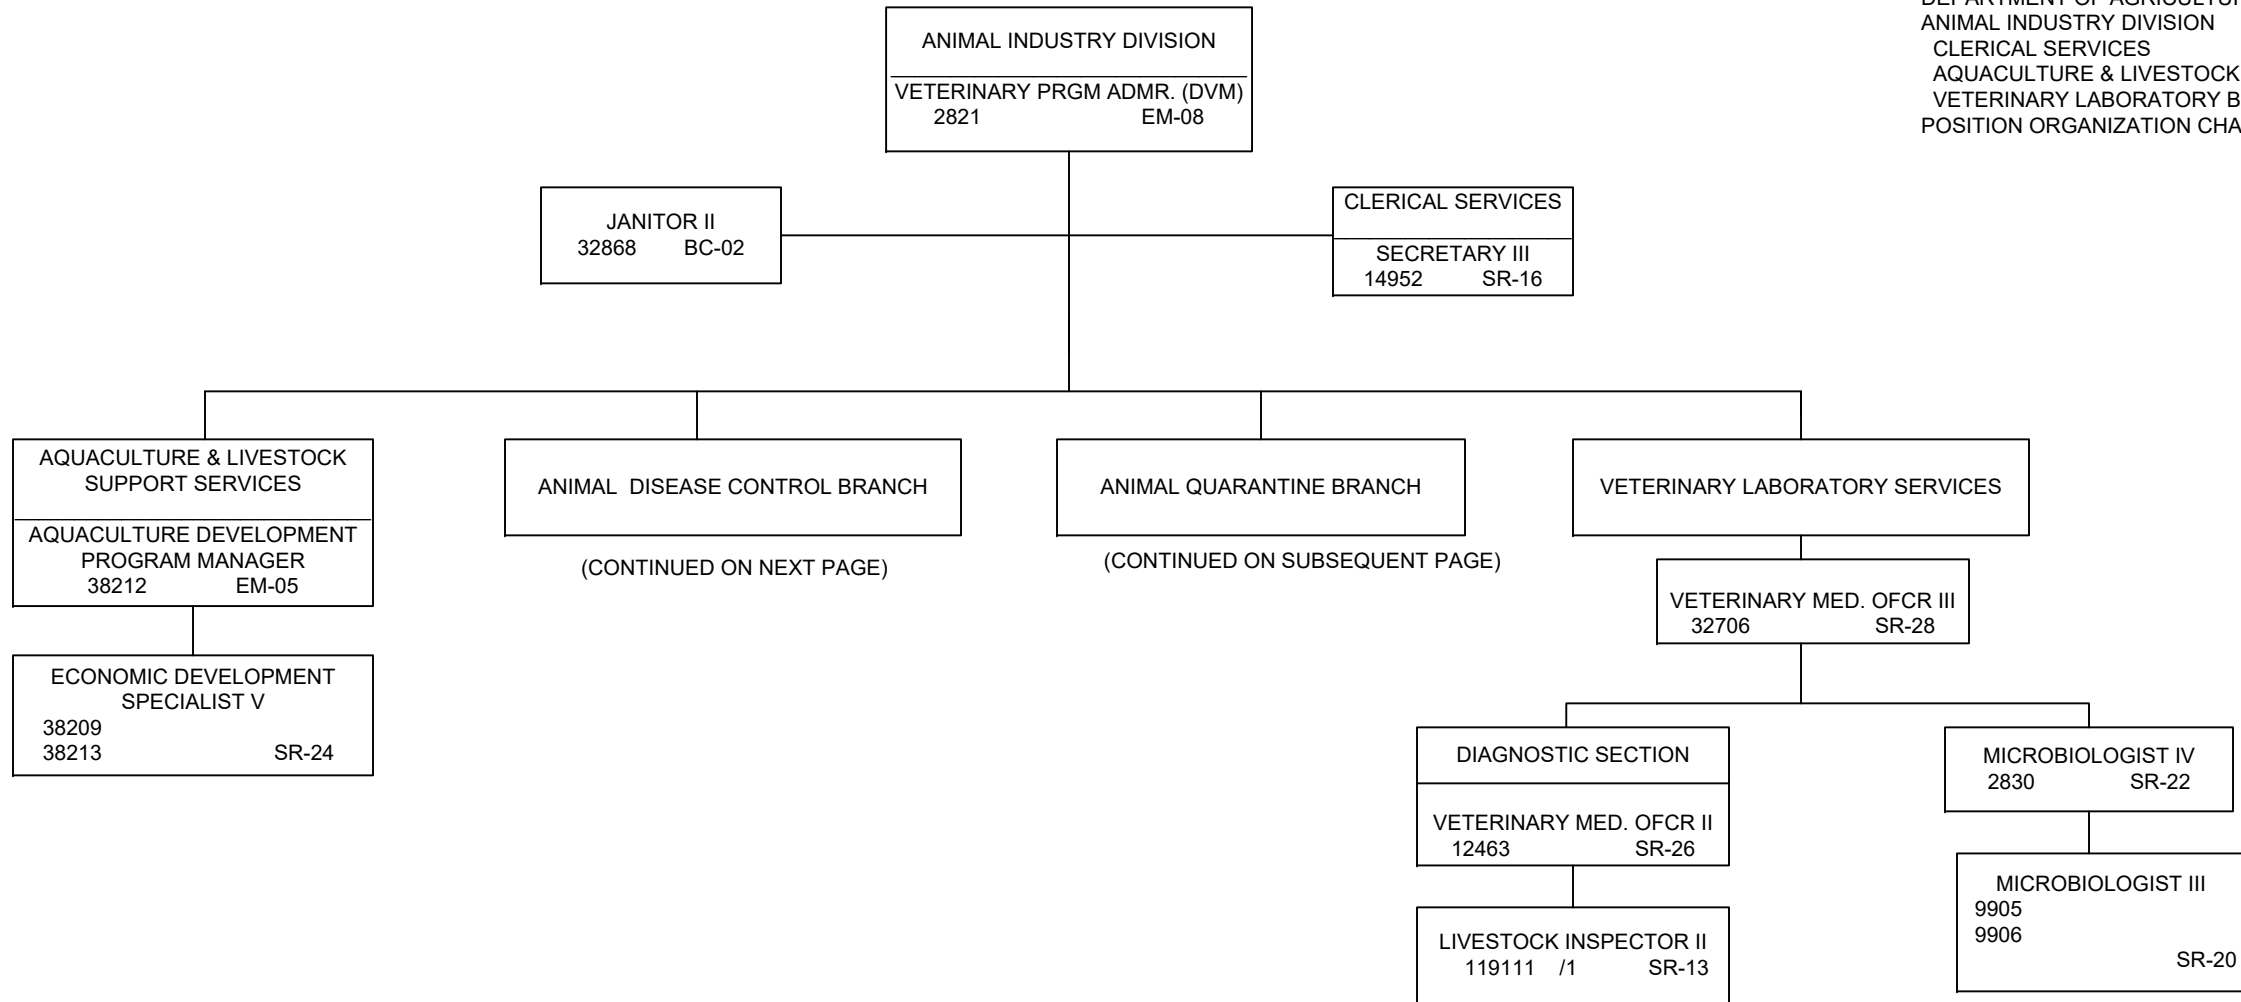 DEPARTMENT OF
ANIMAL INDUSTRY DIVISION
CLERICAL SERVICES
AQUACULTURE & LIVESTOCK
VETERINARY LABORATORY
POSITION ORGANIZATION
ANIMAL INDUSTRY DIVISION
VETERINARY PRGM ADMR. (DVM)
2821 EM-08
JANITOR II
32868 BC-02
CLERICAL SERVICES
SECRETARY III
14952 SR-16
AQUACULTURE & LIVESTOCK
SUPPORT SERVICES
AQUACULTURE DEVELOPMENT
PROGRAM MANAGER
38212 EM-05
ECONOMIC DEVELOPMENT
SPECIALIST V
38209
38213 SR-24
ANIMAL DISEASE CONTROL BRANCH
(CONTINUED ON NEXT PAGE)
ANIMAL QUARANTINE BRANCH
(CONTINUED ON SUBSEQUENT PAGE)
VETERINARY LABORATORY SERVICES
VETERINARY MED. OFCR III
32706 SR-28
DIAGNOSTIC SECTION
VETERINARY MED. OFCR II
12463 SR-26
LIVESTOCK INSPECTOR II
119111 /1 SR-13
MICROBIOLOGIST IV
2830 SR-22
MICROBIOLOGIST III
9905
9906
SR-20